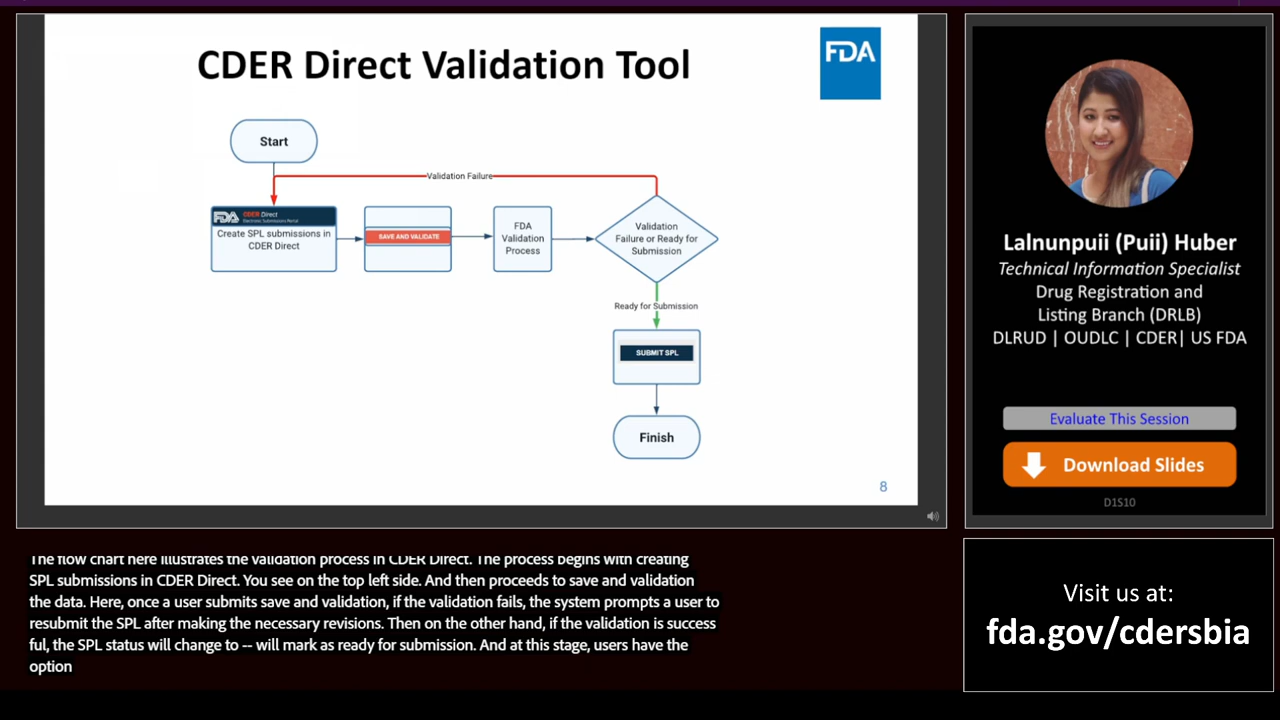 CDER Direct Validation Tool
FDA
Start
Validation Failure
FDA CDER Direct
Electronic Submissions Portal
Create SPL submissions in
CDER Direct
SAVE AND VALIDATE
FDA
Validation
Process
Validation
Failure or Ready for
Submission
Ready for Submission
SUBMIT SPL
Finish
8
Lalnunpuii (Puii) Huber
Technical Information Specialist
Drug Registration and
Listing Branch (DRLB)
DLRUD | OUDLC | CDER| US FDA
Evaluate This Session
Download Slides
D1S10
The flow chart here illustrates the validation process in CDER Direct. The process begins with creating
SPL submissions in CDER Direct. You see on the top left side. And then proceeds to save and validation
the data. Here, once a user submits save and validation, if the validation fails, the system prompts a user to
resubmit the SPL after making the necessary revisions. Then on the other hand, if the validation is success
ful, the SPL status will change to -- will mark as ready for submission. And at this stage, users have the
option
Visit us at:
fda.gov/cdersbia